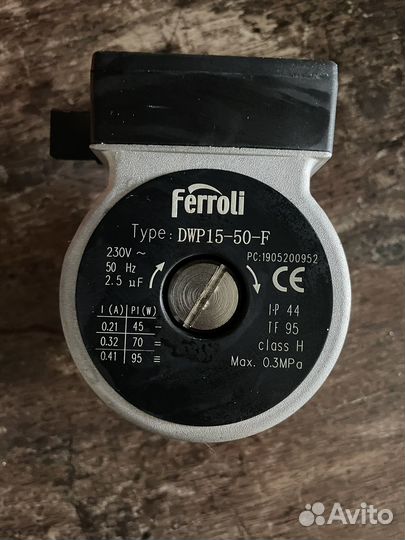 Ferroli
Type: DWP15-50-F
230V ~
50 Hz
2.5 µF
PC:1905200952
CE
I (A) P1(W)
0.21 45 –
0.32 70 =
0.41 95 ≡
IP 44
TF 95
class H
Max. 0.3MPa
Avito